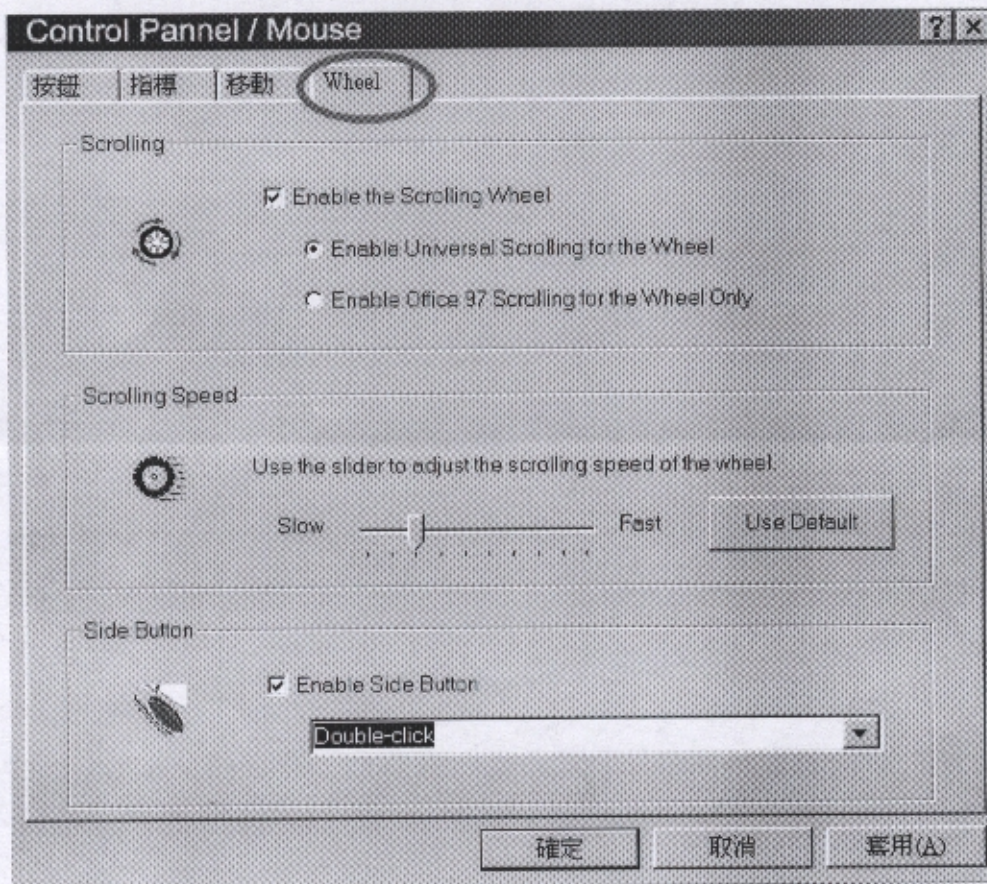 Control Pannel / Mouse
按鈕 指標 移動 Wheel
Scrolling
Enable the Scrolling Wheel
Enable Universal Scrolling for the Wheel
Enable Office 97 Scrolling for the Wheel Only
Scrolling Speed
Use the slider to adjust the scrolling speed of the wheel.
Slow Fast Use Default
Side Button
Enable Side Button
Double-click
確定 取消 套用(A)